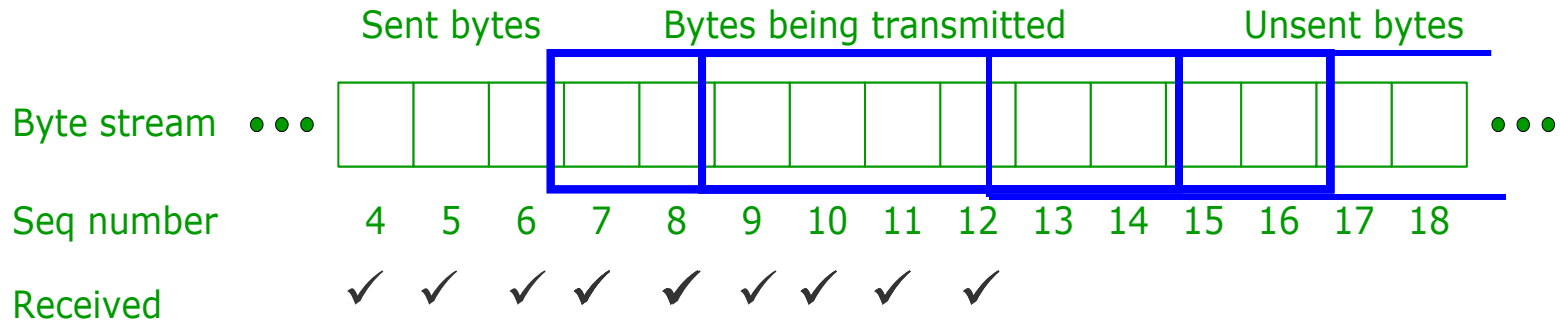 Sent bytes Bytes being transmitted Unsent bytes
Byte stream
Seq number 4 5 6 7 8 9 10 11 12 13 14 15 16 17 18
Received